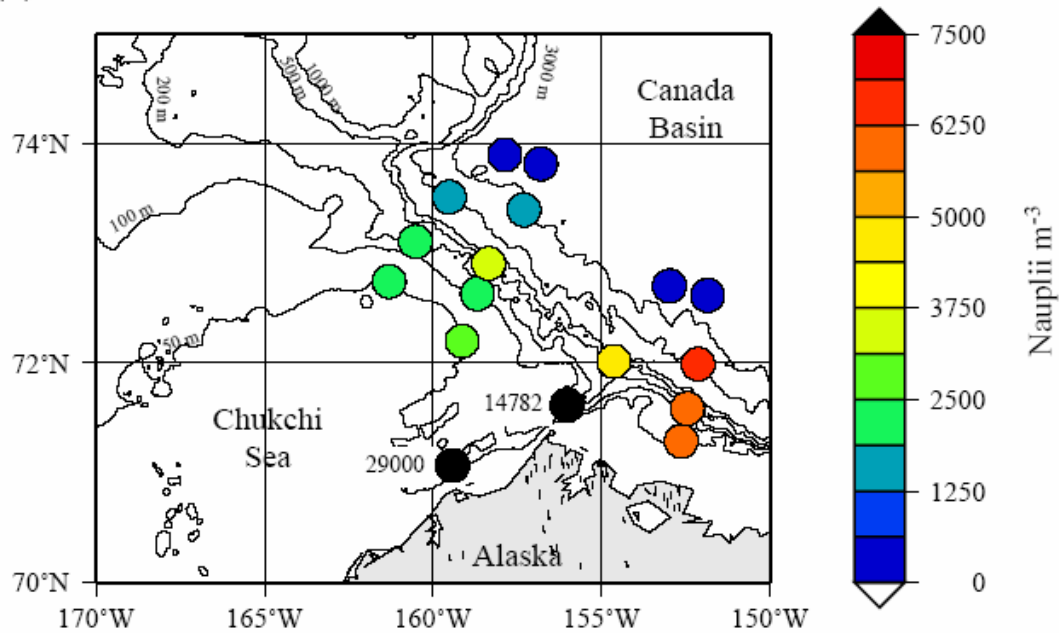 7500
6250
5000
3750
2500
1250
0
Nauplii m⁻³
Canada
Basin
200 m
500 m
1000 m
3000 m
74°N
100 m
50 m
72°N
14782
Chukchi
Sea
29000
Alaska
70°N
170°W
165°W
160°W
155°W
150°W